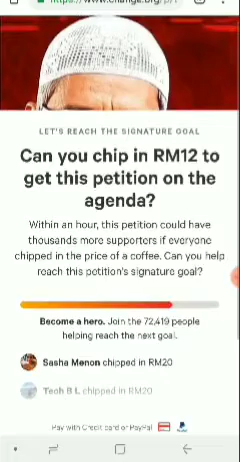 LET'S REACH THE SIGNATURE GOAL
Can you chip in RM12 to
get this petition on the
agenda?
Within an hour, this petition could have
thousands more supporters if everyone
chipped in the price of a coffee. Can you help
reach this petition's signature goal?
Become a hero. Join the 72,419 people
helping reach the next goal.
Sasha Menon chipped in RM20
Teoh B L chipped in RM20
Pay with Credit card or PayPal